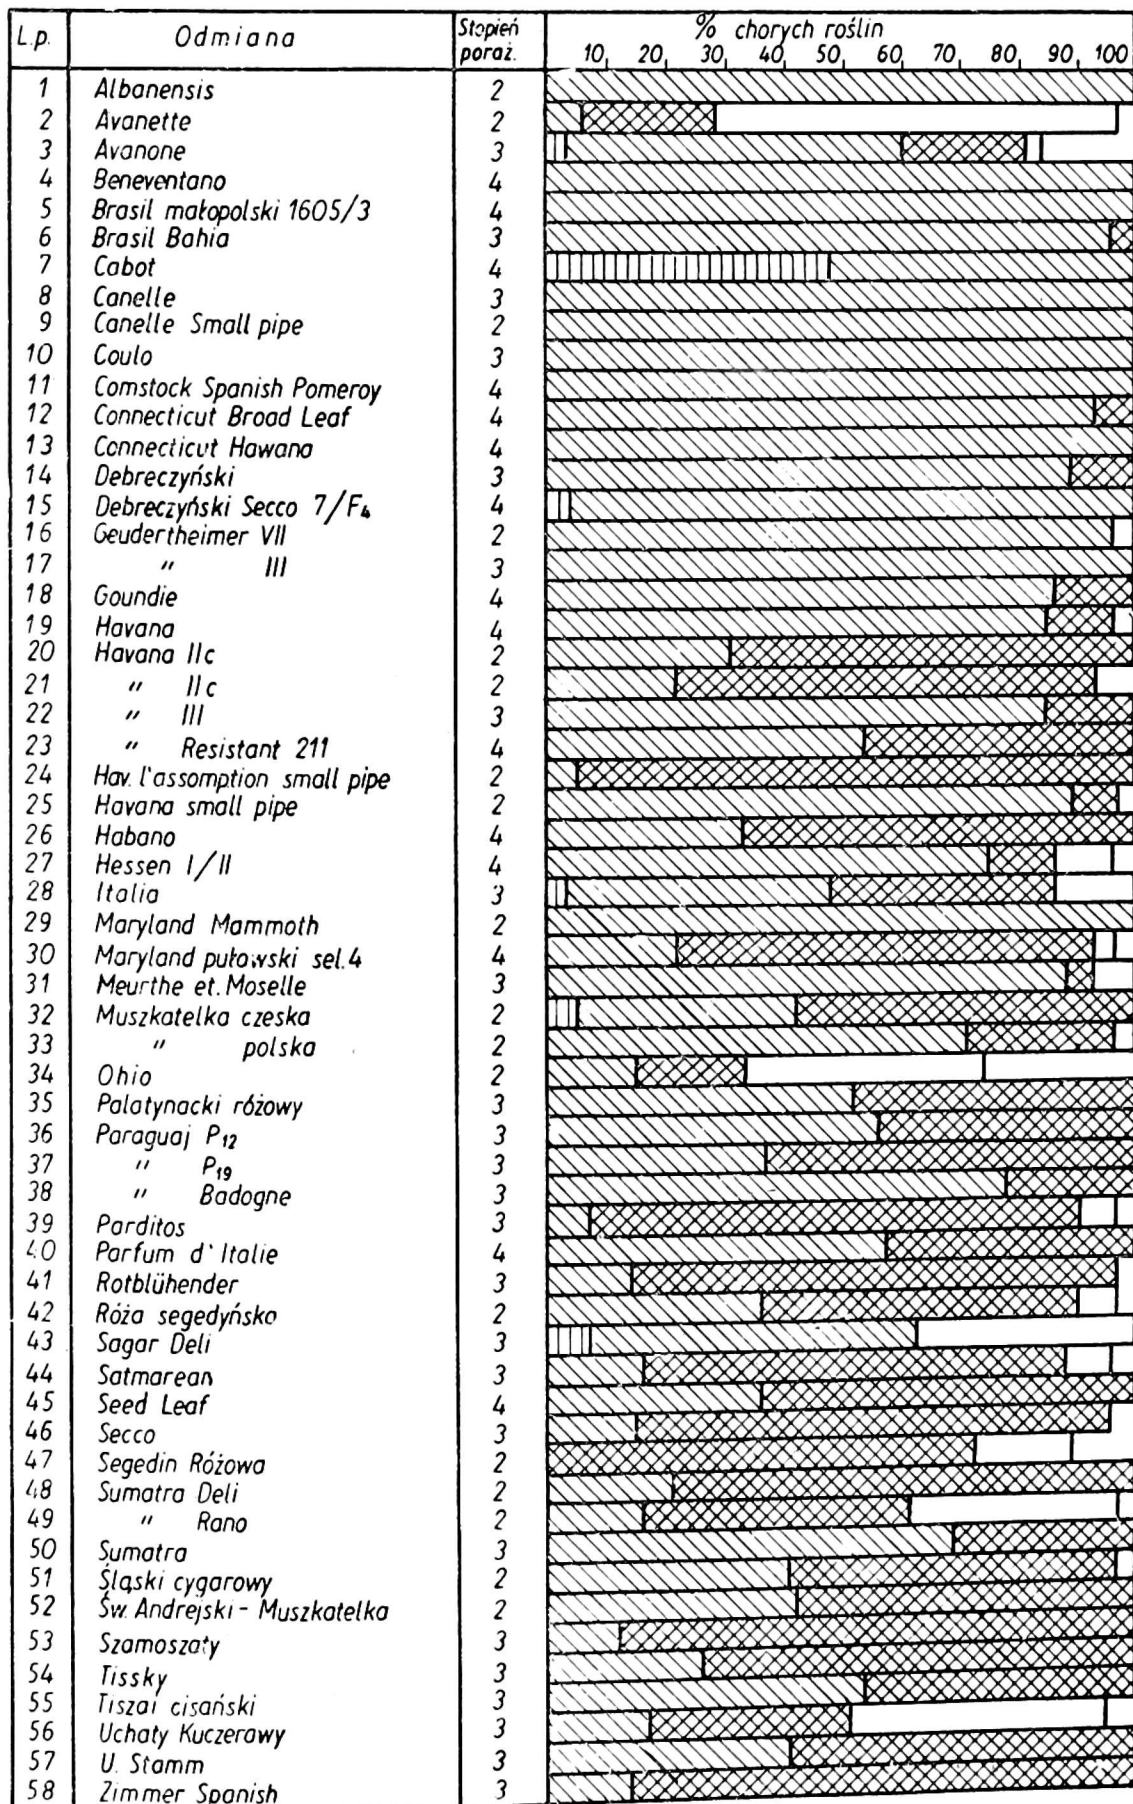 L.p. Odmiana Stopień poraż. % chorych roślin
10 20 30 40 50 60 70 80 90 100
1 Albanensis 2
2 Avanette 2
3 Avanone 3
4 Beneventano 4
5 Brasil małopolski 1605/3 4
6 Brasil Bahia 3
7 Cabot 4
8 Canelle 3
9 Canelle Small pipe 2
10 Coulo 3
11 Comstock Spanish Pomeroy 4
12 Connecticut Broad Leaf 4
13 Connecticut Hawana 4
14 Debreczyński 3
15 Debreczyński Secco 7/F4 4
16 Geudertheimer VII 2
17 " III 3
18 Goundie 4
19 Havana 4
20 Havana IIc 2
21 " IIc 2
22 " III 3
23 " Resistant 211 4
24 Hav. l'assomption small pipe 2
25 Havana small pipe 2
26 Habano 4
27 Hessen I/II 4
28 Italia 3
29 Maryland Mammoth 2
30 Maryland puławski sel.4 4
31 Meurthe et.Moselle 3
32 Muszkatelka czeska 2
33 " polska 2
34 Ohio 2
35 Palatynacki różowy 3
36 Paraguaj P12 3
37 " P19 3
38 " Badogne 3
39 Parditos 3
40 Parfum d'Italie 4
41 Rotblühender 3
42 Róża segedyńska 2
43 Sagar Deli 3
44 Satmarean 3
45 Seed Leaf 4
46 Secco 3
47 Segedin Różowa 2
48 Sumatra Deli 2
49 " Rano 2
50 Sumatra 3
51 Śląski cygarowy 2
52 Św. Andrejski - Muszkatelka 2
53 Szamoszaty 3
54 Tissky 3
55 Tiszai cisański 3
56 Uchaty Kuczerawy 3
57 U. Stamm 3
58 Zimmer Spanish 3